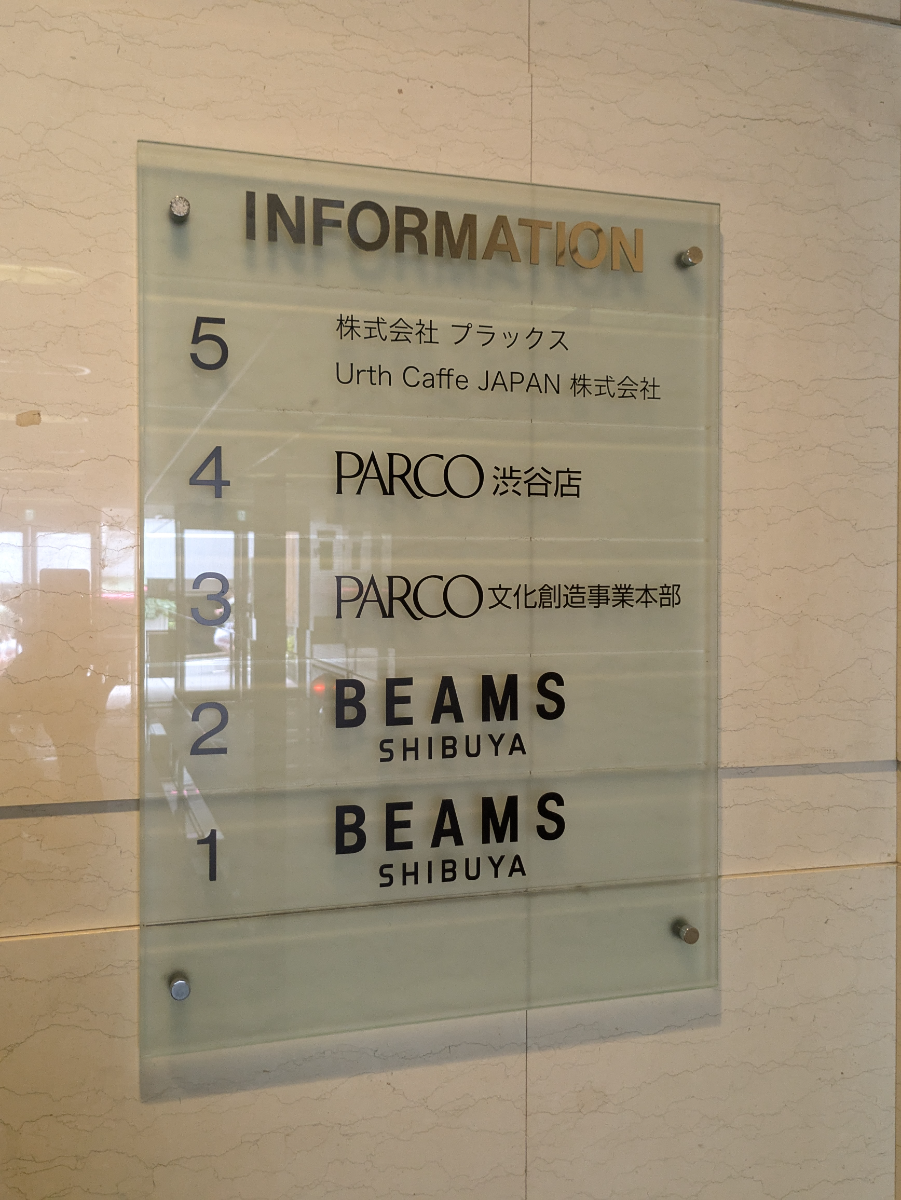 INFORMATION
5 株式会社 プラックス
Urth Caffe JAPAN 株式会社
4 PARCO 渋谷店
3 PARCO 文化創造事業本部
2 BEAMS
SHIBUYA
1 BEAMS
SHIBUYA